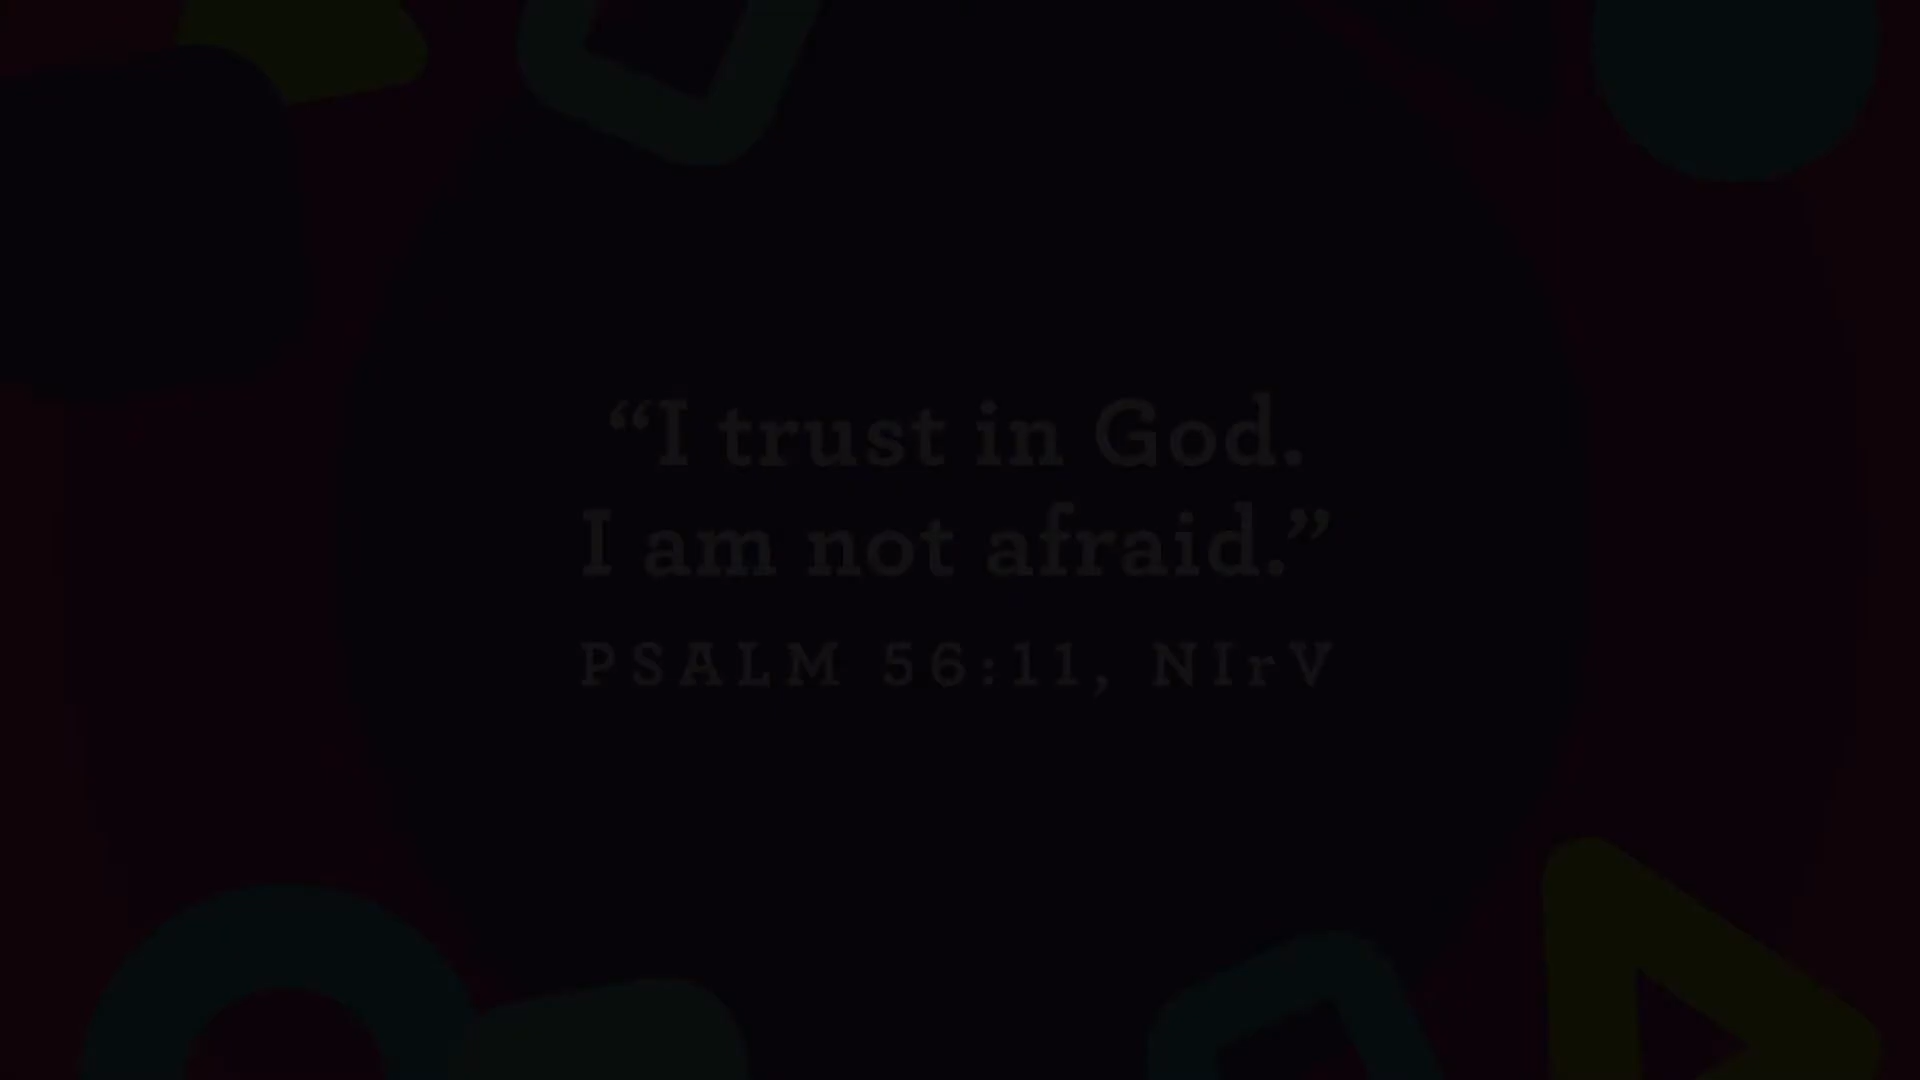 “I trust in God.
I am not afraid.”
PSALM 56:11, NIrV